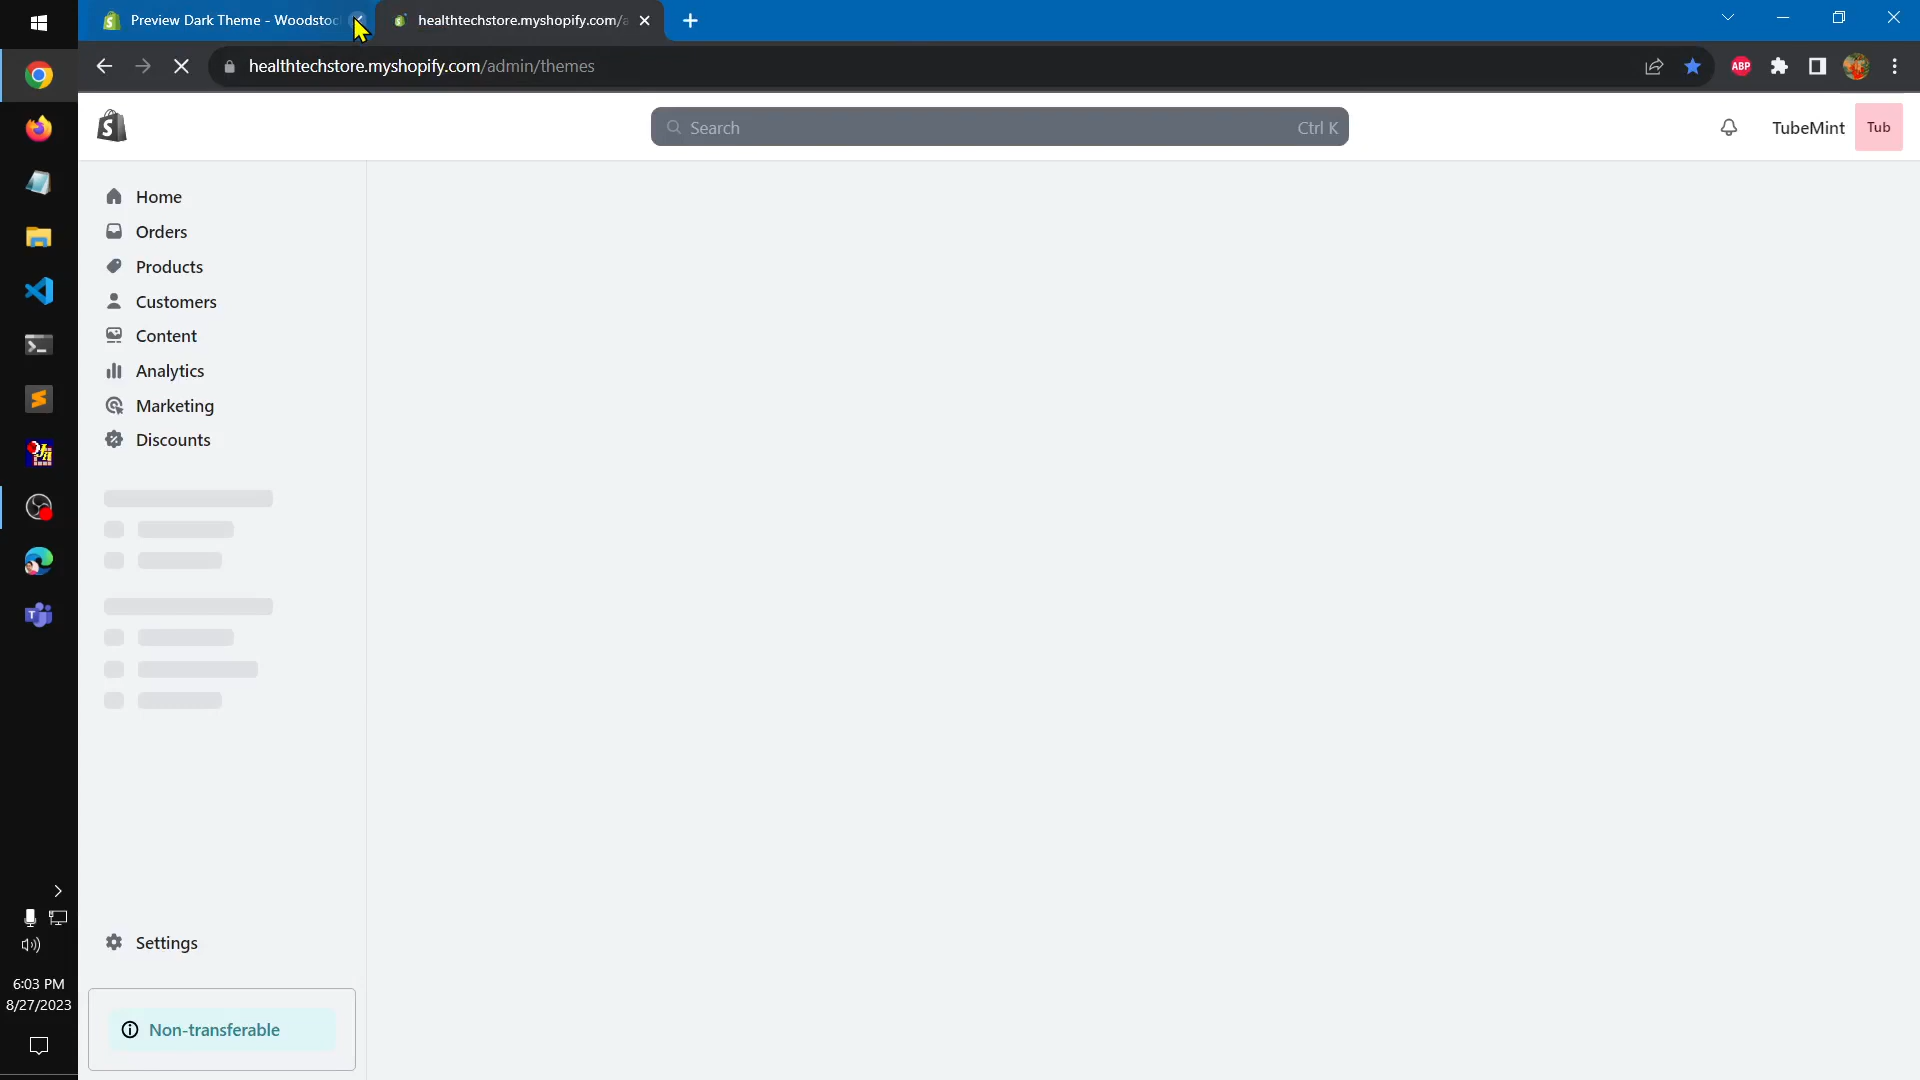 Preview Dark Theme - Woodstoc
healthtechstore.myshopify.com/a
healthtechstore.myshopify.com/admin/themes
ABP
Search
Ctrl K
TubeMint
Tub
Home
Orders
Products
Customers
Content
Analytics
Marketing
Discounts
Settings
Non-transferable
6:03 PM
8/27/2023